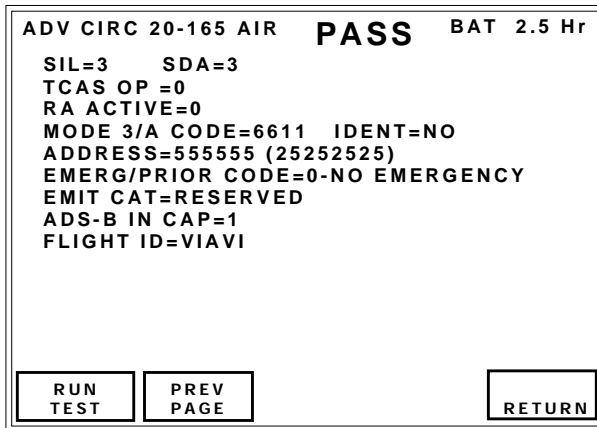 ADV CIRC 20-165 AIR PASS BAT 2.5 Hr
SIL=3 SDA=3
TCAS OP =0
RA ACTIVE=0
MODE 3/A CODE=6611 IDENT=NO
ADDRESS=555555 (25252525)
EMERG/PRIOR CODE=0-NO EMERGENCY
EMIT CAT=RESERVED
ADS-B IN CAP=1
FLIGHT ID=VIAVI
RUN
TEST
PREV
PAGE
RETURN